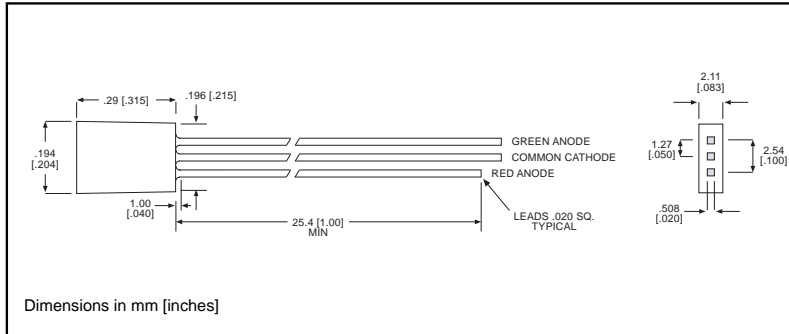 .29 [.315]
.196 [.215]
.194
[.204]
1.00
[.040]
25.4 [1.00]
MIN
GREEN ANODE
COMMON CATHODE
RED ANODE
LEADS .020 SQ.
TYPICAL
2.11
[.083]
1.27
[.050]
2.54
[.100]
.508
[.020]
Dimensions in mm [inches]